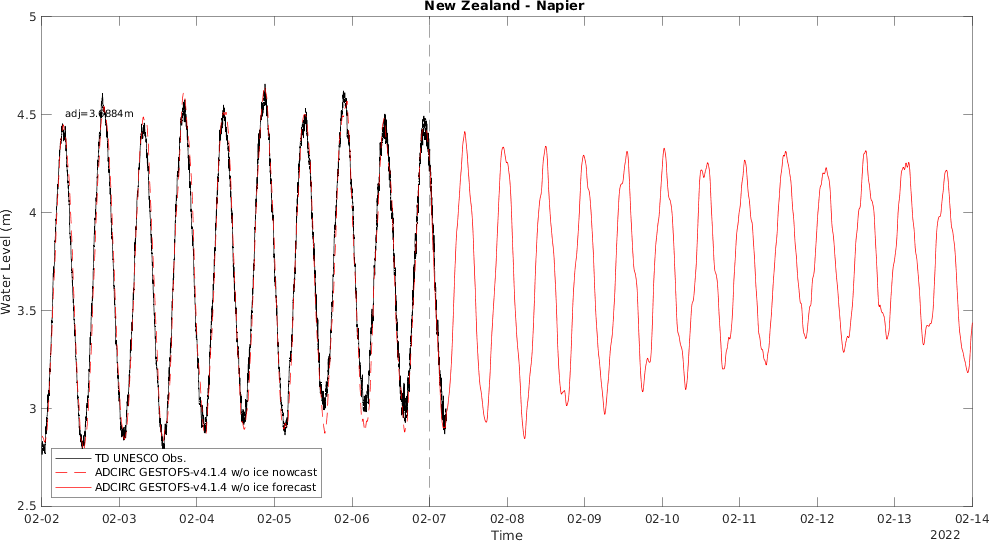 New Zealand - Napier
5
4.5
4
3.5
3
2.5
Water Level (m)
TD UNESCO Obs.
ADCIRC GESTOFS-v4.1.4 w/o ice nowcast
ADCIRC GESTOFS-v4.1.4 w/o ice forecast
02-02 02-03 02-04 02-05 02-06 02-07 02-08 02-09 02-10 02-11 02-12 02-13 02-14
Time
2022